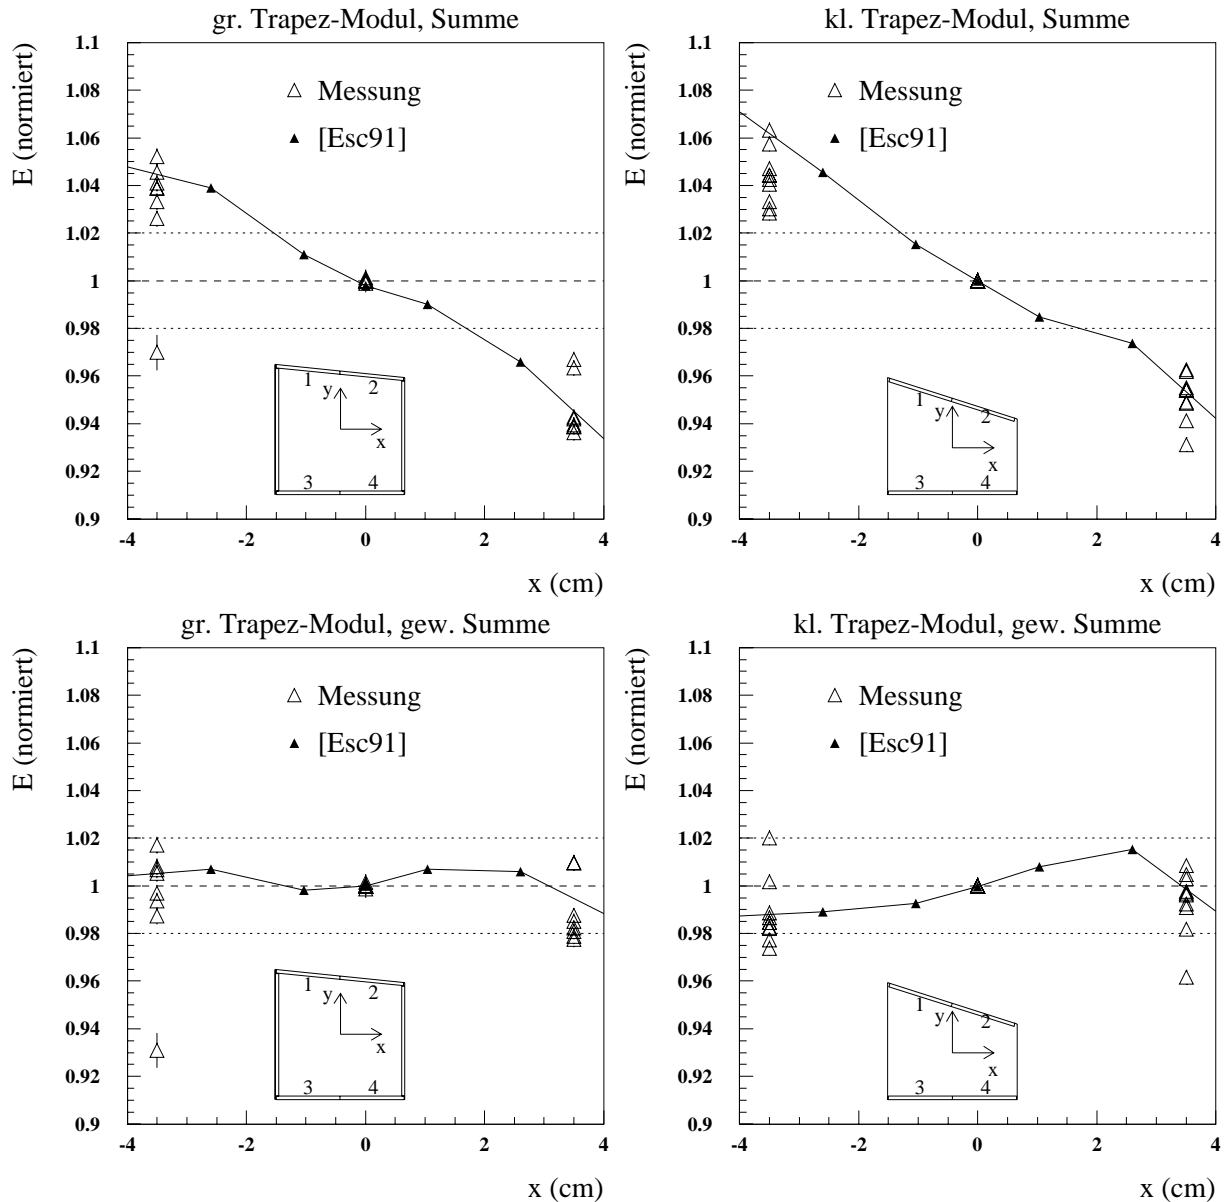 gr. Trapez-Modul, Summe
E (normiert)
1.1
1.08
1.06
1.04
1.02
1
0.98
0.96
0.94
0.92
0.9
Messung
[Esc91]
1
2
y
x
3
4
-4
-2
0
2
4
x (cm)
kl. Trapez-Modul, Summe
E (normiert)
1.1
1.08
1.06
1.04
1.02
1
0.98
0.96
0.94
0.92
0.9
Messung
[Esc91]
1
2
y
x
3
4
-4
-2
0
2
4
x (cm)
gr. Trapez-Modul, gew. Summe
E (normiert)
1.1
1.08
1.06
1.04
1.02
1
0.98
0.96
0.94
0.92
0.9
Messung
[Esc91]
1
2
y
x
3
4
-4
-2
0
2
4
x (cm)
kl. Trapez-Modul, gew. Summe
E (normiert)
1.1
1.08
1.06
1.04
1.02
1
0.98
0.96
0.94
0.92
0.9
Messung
[Esc91]
1
2
y
x
3
4
-4
-2
0
2
4
x (cm)